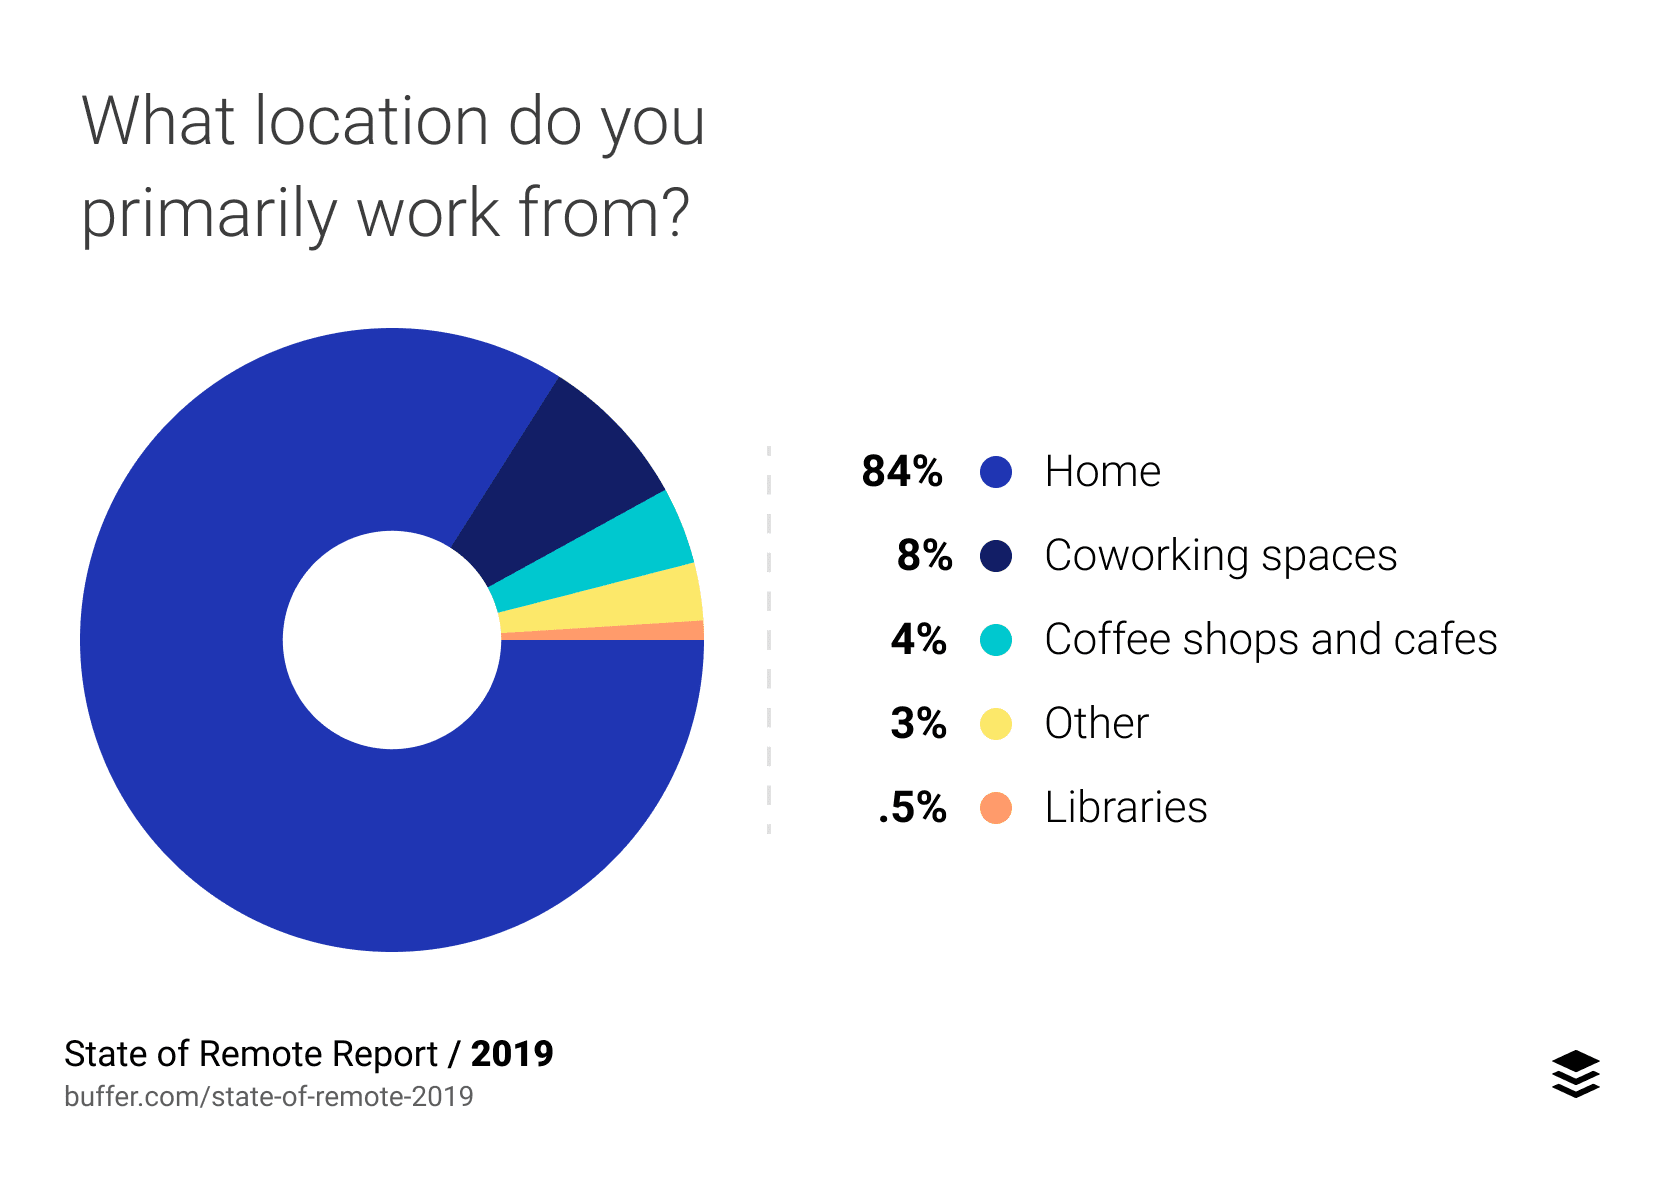 What location do you
primarily work from?
84% Home
8% Coworking spaces
4% Coffee shops and cafes
3% Other
.5% Libraries
State of Remote Report / 2019
buffer.com/state-of-remote-2019